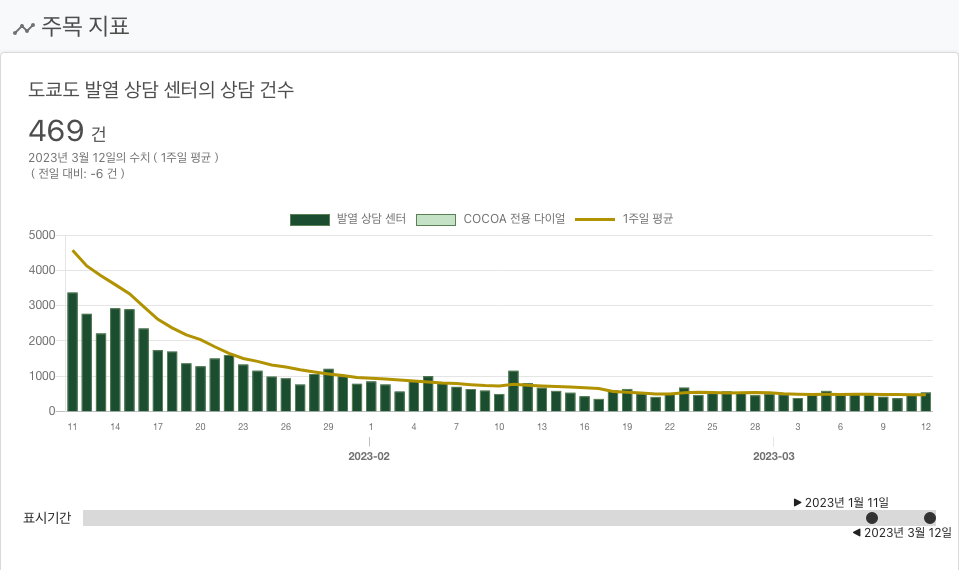 주목 지표
도쿄도 발열 상담 센터의 상담 건수
469 건
2023년 3월 12일의 수치 ( 1주일 평균 )
( 전일 대비: -6 건 )
발열 상담 센터 COCOA 전용 다이얼 1주일 평균
5000
4000
3000
2000
1000
0
11 14 17 20 23 26 29 1 4 7 10 13 16 19 22 25 28 3 6 9 12
2023-02 2023-03
▶ 2023년 1월 11일
표시기간
◀ 2023년 3월 12일